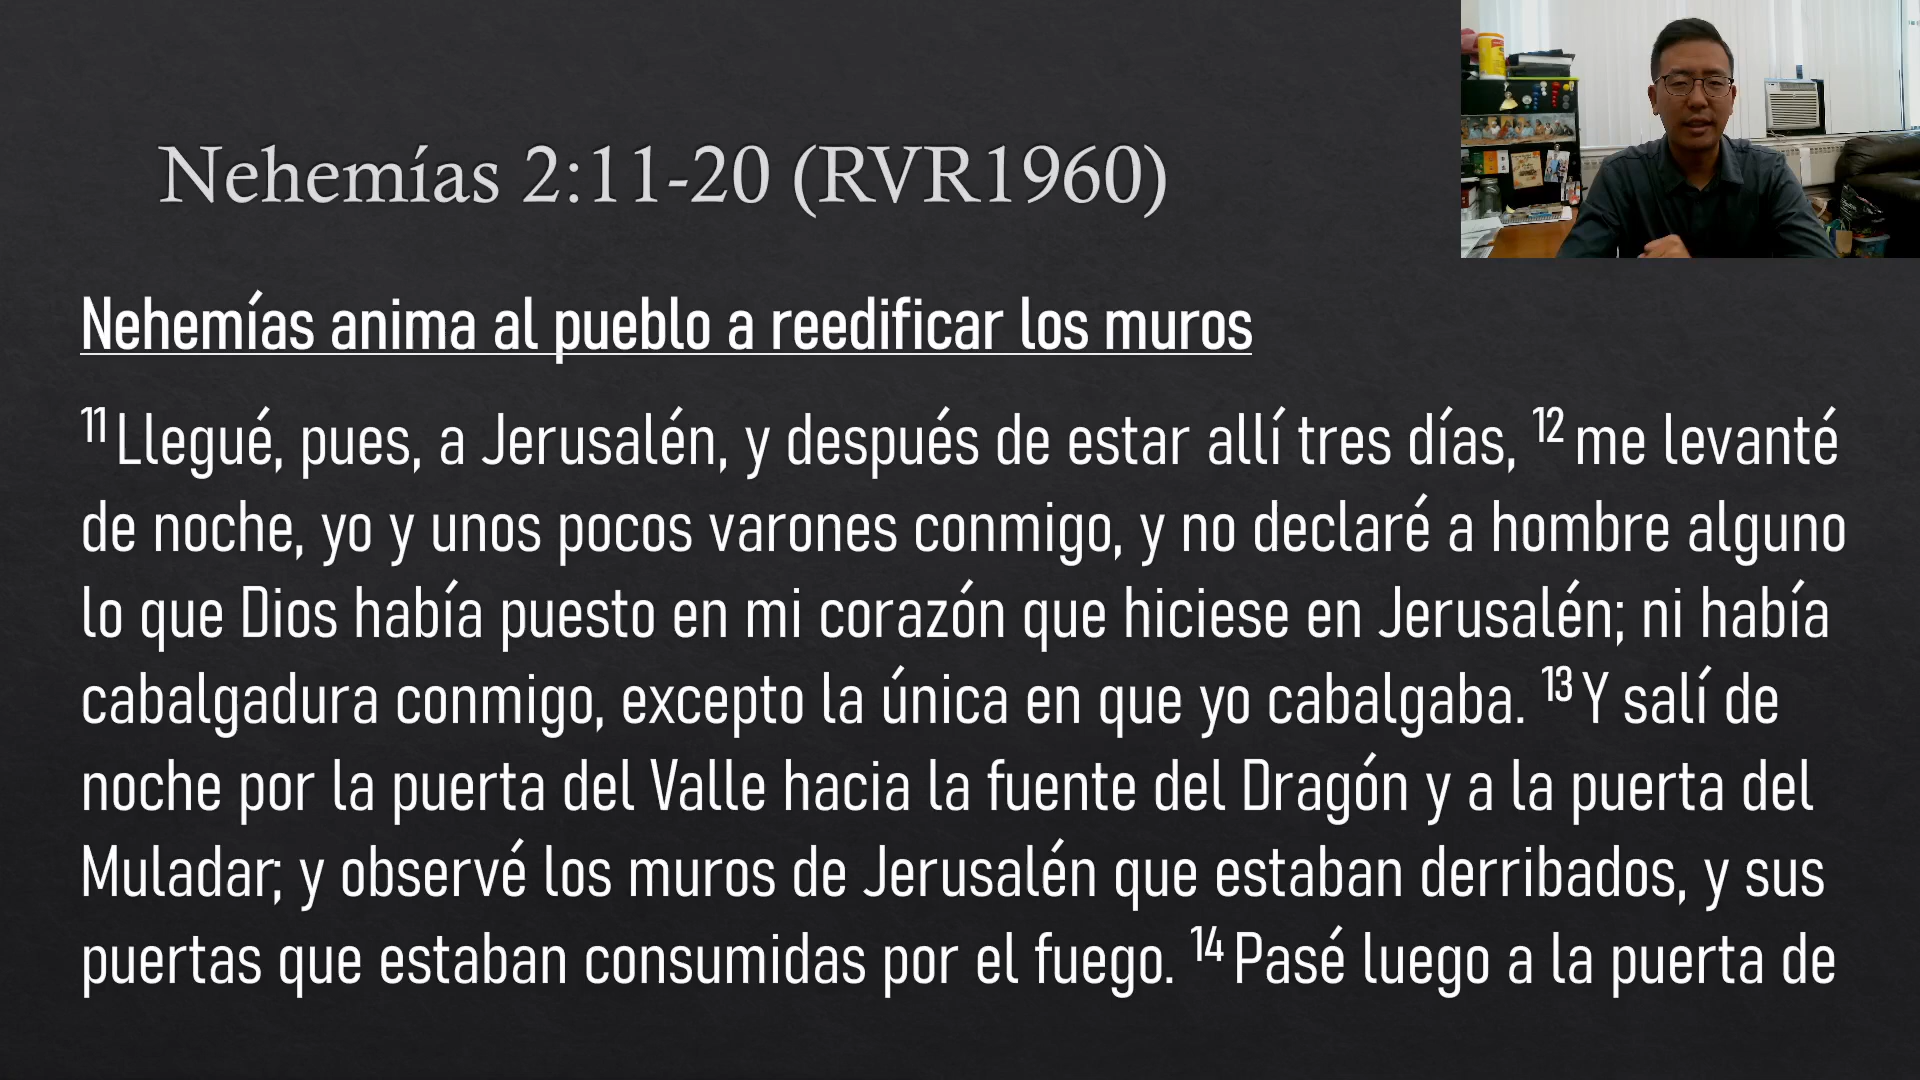 Nehemías 2:11-20 (RVR1960)
Nehemías anima al pueblo a reedificar los muros
11 Llegué, pues, a Jerusalén, y después de estar allí tres días, 12 me levanté
de noche, yo y unos pocos varones conmigo, y no declaré a hombre alguno
lo que Dios había puesto en mi corazón que hiciese en Jerusalén; ni había
cabalgadura conmigo, excepto la única en que yo cabalgaba. 13 Y salí de
noche por la puerta del Valle hacia la fuente del Dragón y a la puerta del
Muladar; y observé los muros de Jerusalén que estaban derribados, y sus
puertas que estaban consumidas por el fuego. 14 Pasé luego a la puerta de